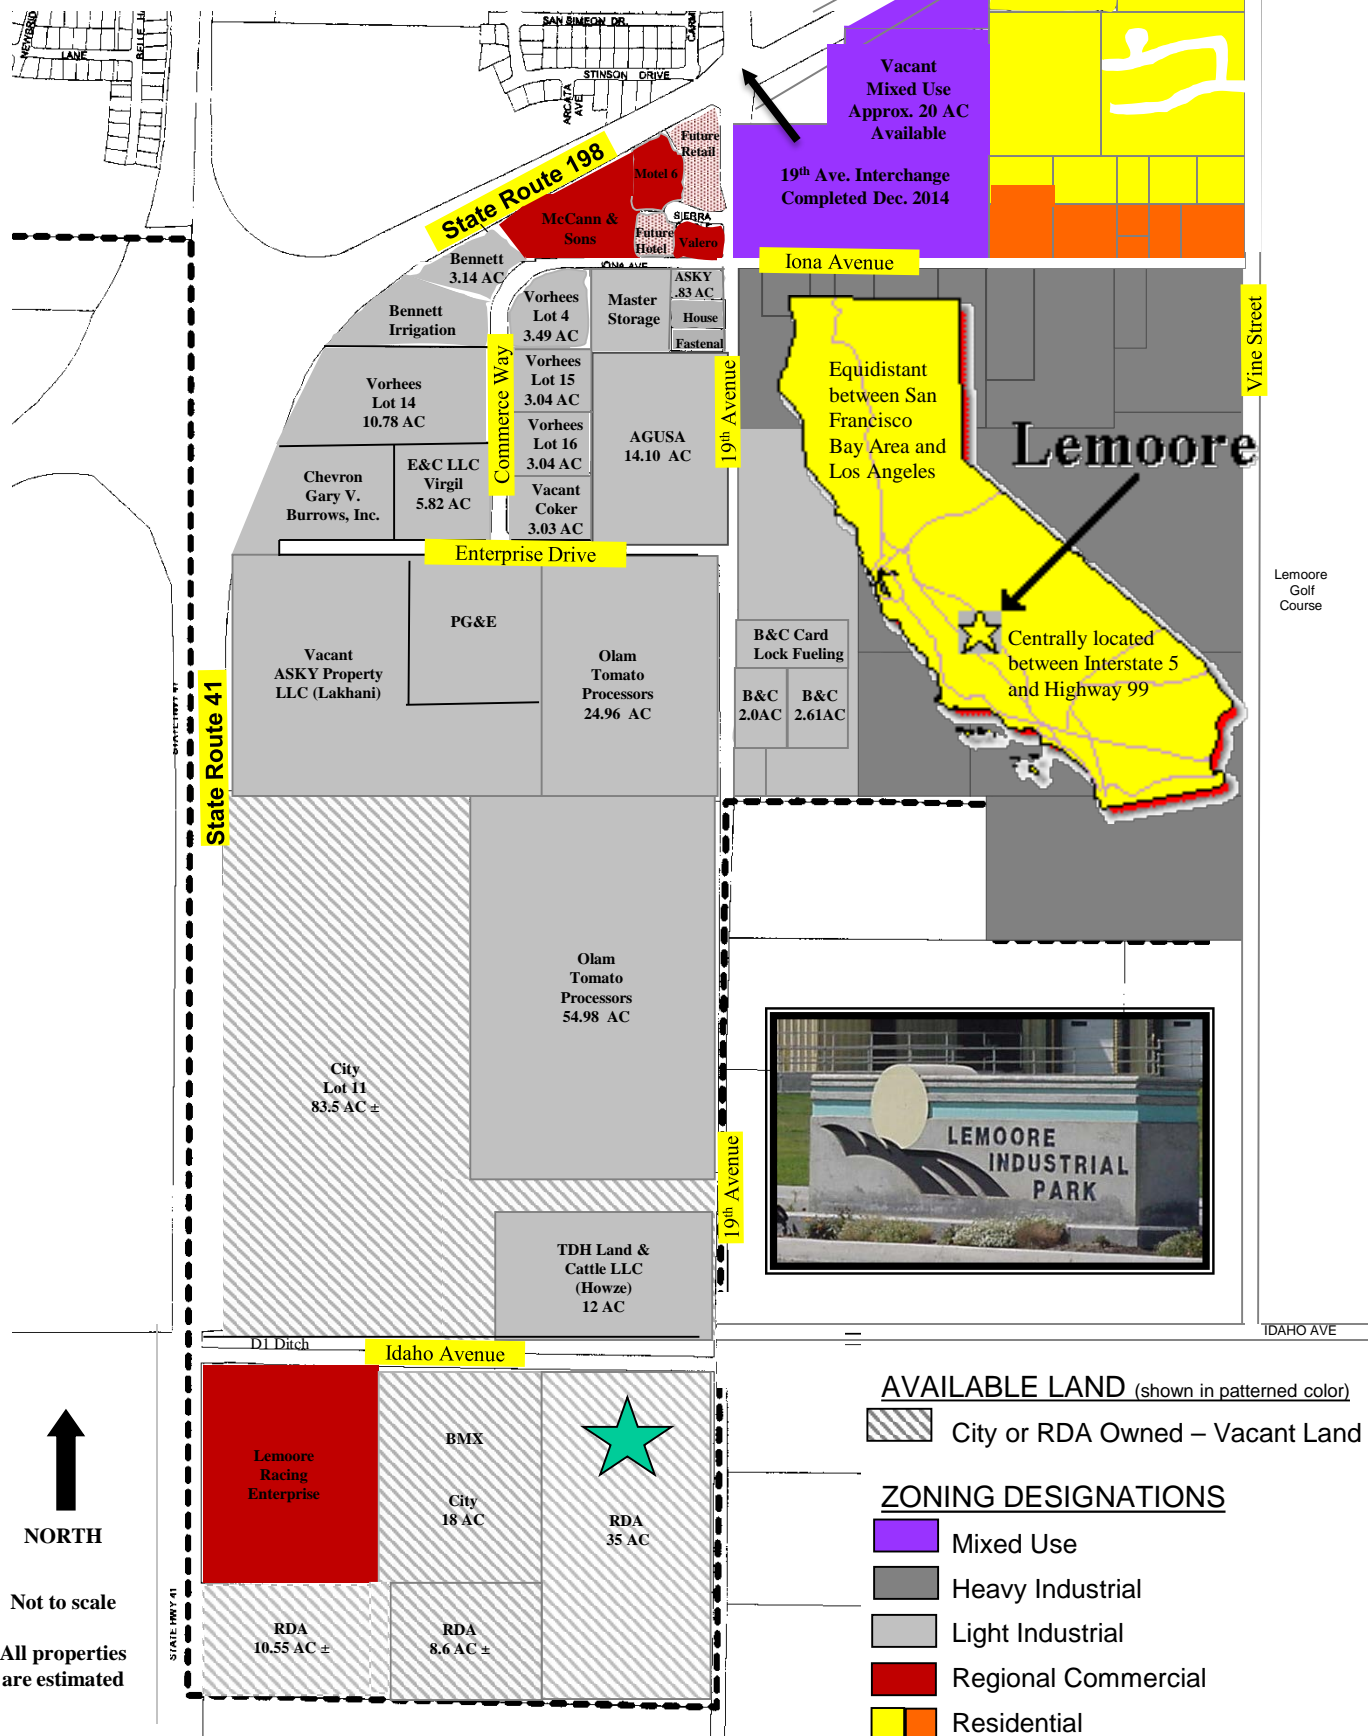 NEWBRID
LANE
BELLE H
SAN SIMEON DR.
CARM
STINSON DRIVE
ARCATA
AVE
Vacant
Mixed Use
Approx. 20 AC
Available
19th Ave. Interchange
Completed Dec. 2014
State Route 198
Future
Retail
Motel 6
McCann &
Sons
SIERRA
Future
Hotel
Valero
IONA AVE
Iona Avenue
Bennett
3.14 AC
Bennett
Irrigation
Vorhees
Lot 4
3.49 AC
Master
Storage
ASKY
.83 AC
House
Fastenal
Vorhees
Lot 14
10.78 AC
Commerce Way
Vorhees
Lot 15
3.04 AC
Vorhees
Lot 16
3.04 AC
AGUSA
14.10 AC
19th Avenue
Vine Street
Chevron
Gary V.
Burrows, Inc.
E&C LLC
Virgil
5.82 AC
Vacant
Coker
3.03 AC
Enterprise Drive
Equidistant
between San
Francisco
Bay Area and
Los Angeles
Lemoore
Centrally located
between Interstate 5
and Highway 99
Lemoore
Golf
Course
Vacant
ASKY Property
LLC (Lakhani)
PG&E
Olam
Tomato
Processors
24.96 AC
B&C Card
Lock Fueling
B&C
2.0AC
B&C
2.61AC
State Route 41
City
Lot 11
83.5 AC ±
Olam
Tomato
Processors
54.98 AC
19th Avenue
LEMOORE
INDUSTRIAL
PARK
TDH Land &
Cattle LLC
(Howze)
12 AC
D1 Ditch
Idaho Avenue
IDAHO AVE
Lemoore
Racing
Enterprise
BMX
City
18 AC
RDA
35 AC
RDA
10.55 AC ±
RDA
8.6 AC ±
STATE HWY 41
NORTH
Not to scale
All properties
are estimated
AVAILABLE LAND (shown in patterned color)
City or RDA Owned – Vacant Land
ZONING DESIGNATIONS
Mixed Use
Heavy Industrial
Light Industrial
Regional Commercial
Residential